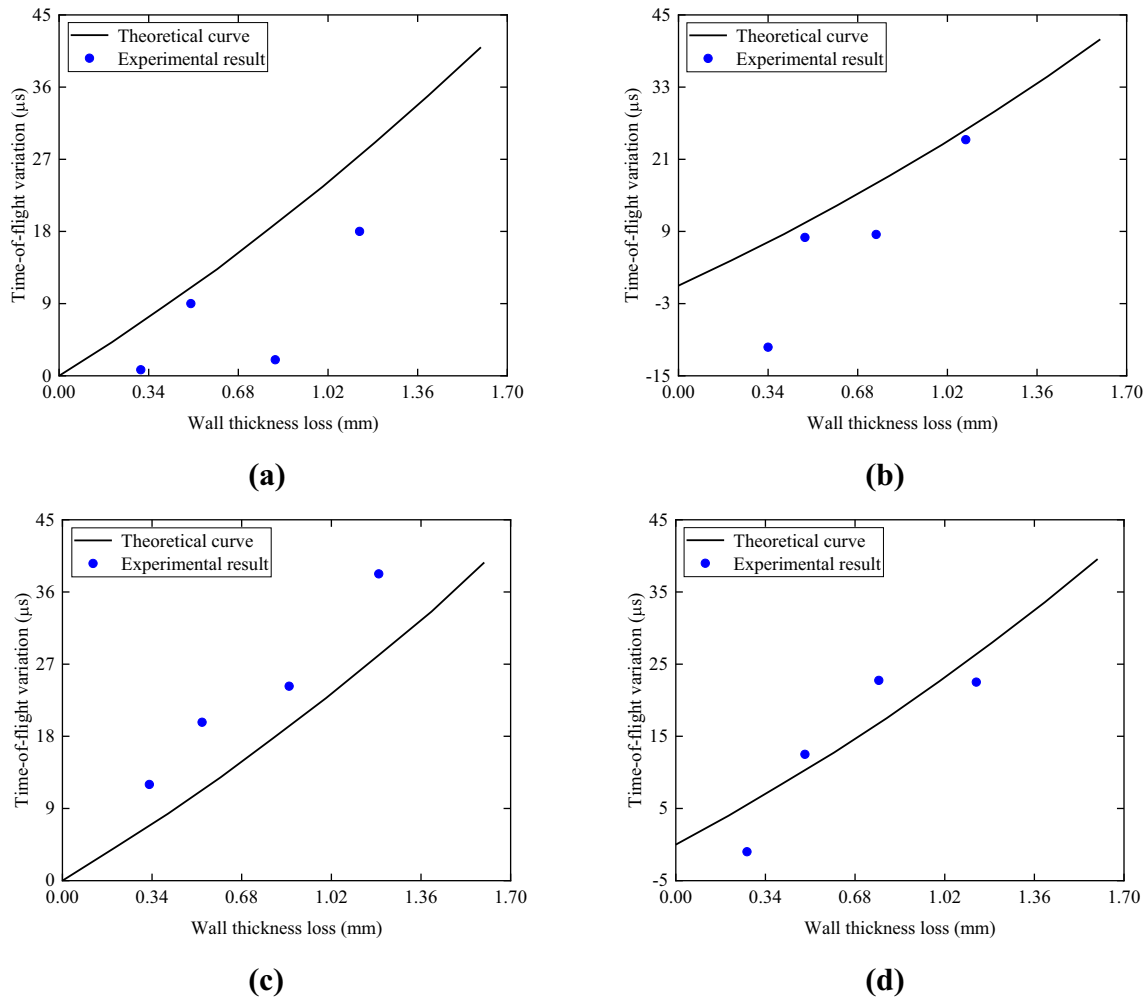 45
36
27
18
9
0
Time-of-flight variation (μs)
Theoretical curve
Experimental result
0.00 0.34 0.68 1.02 1.36 1.70
Wall thickness loss (mm)
(a)
45
33
21
9
-3
-15
Time-of-flight variation (μs)
Theoretical curve
Experimental result
0.00 0.34 0.68 1.02 1.36 1.70
Wall thickness loss (mm)
(b)
45
36
27
18
9
0
Time-of-flight variation (μs)
Theoretical curve
Experimental result
0.00 0.34 0.68 1.02 1.36 1.70
Wall thickness loss (mm)
(c)
45
35
25
15
5
-5
Time-of-flight variation (μs)
Theoretical curve
Experimental result
0.00 0.34 0.68 1.02 1.36 1.70
Wall thickness loss (mm)
(d)